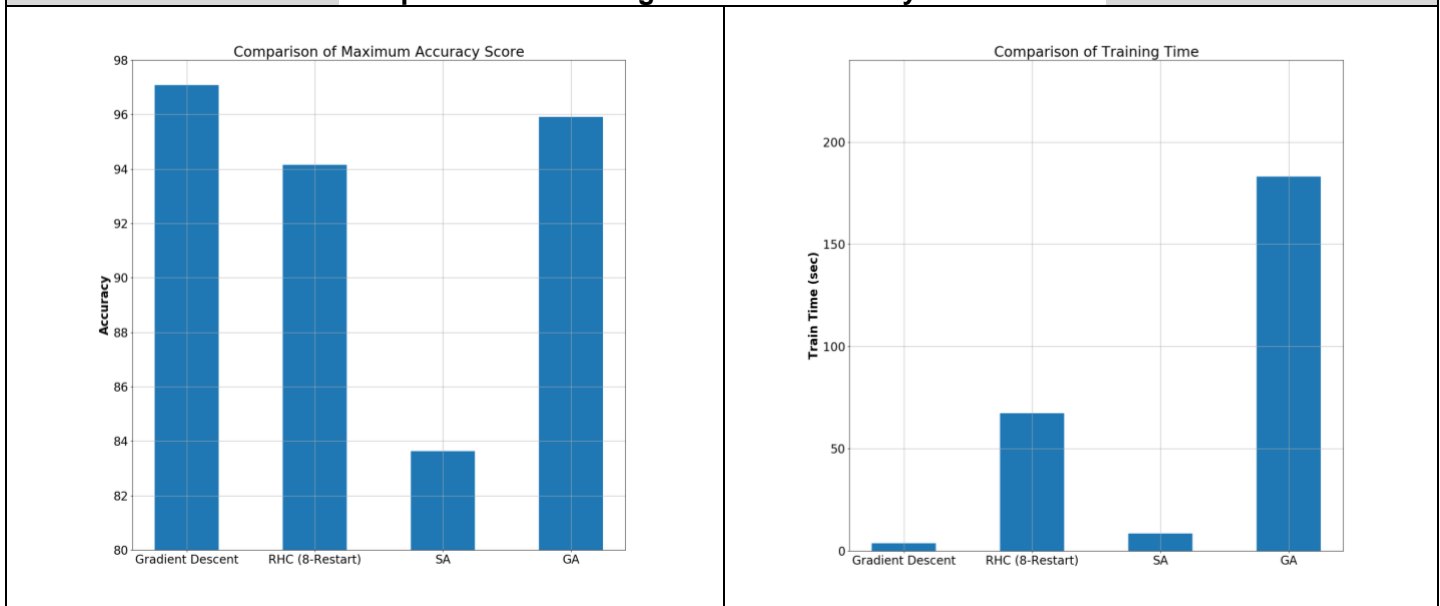 Comparison of Maximum Accuracy Score
98
96
94
92
90
88
86
84
82
80
Accuracy
Gradient Descent RHC (8-Restart) SA GA
Comparison of Training Time
200
150
100
50
0
Train Time (sec)
Gradient Descent RHC (8-Restart) SA GA